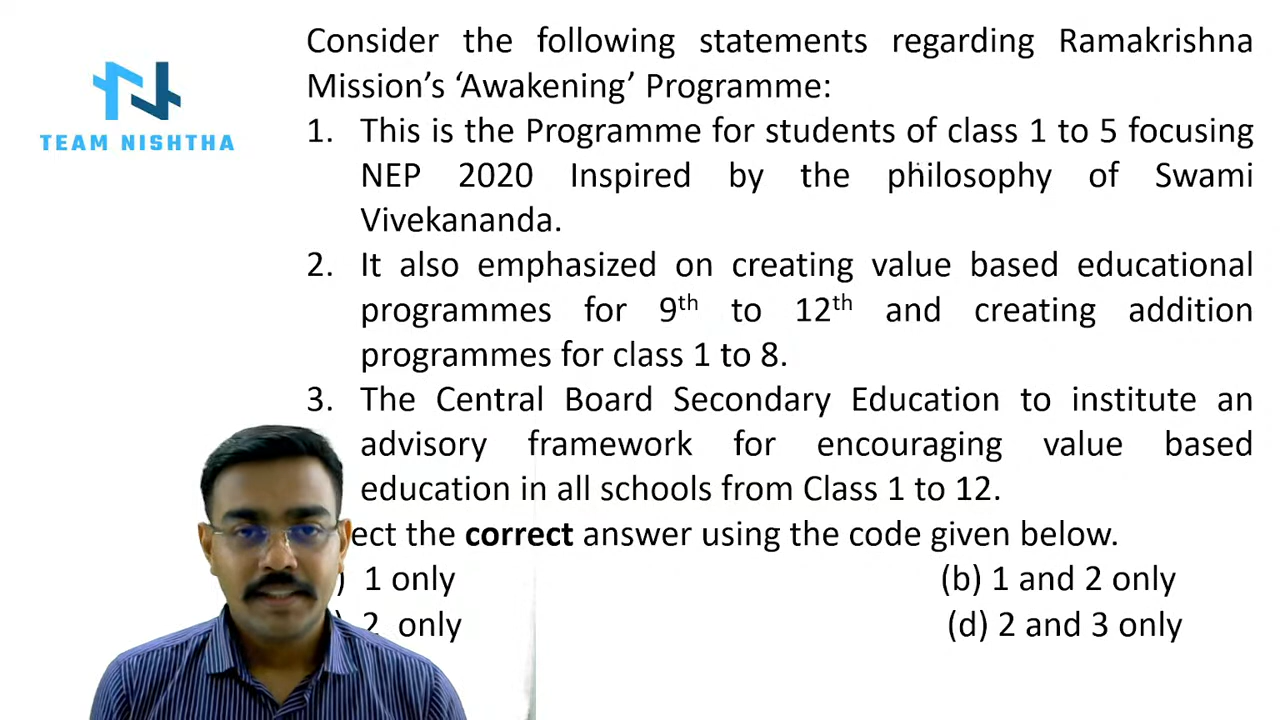 TEAM NISHTHA
Consider the following statements regarding Ramakrishna
Mission’s ‘Awakening’ Programme:
1. This is the Programme for students of class 1 to 5 focusing
NEP 2020 Inspired by the philosophy of Swami
Vivekananda.
2. It also emphasized on creating value based educational
programmes for 9th to 12th and creating addition
programmes for class 1 to 8.
3. The Central Board Secondary Education to institute an
advisory framework for encouraging value based
education in all schools from Class 1 to 12.
ect the correct answer using the code given below.
) 1 only (b) 1 and 2 only
) 2 only (d) 2 and 3 only